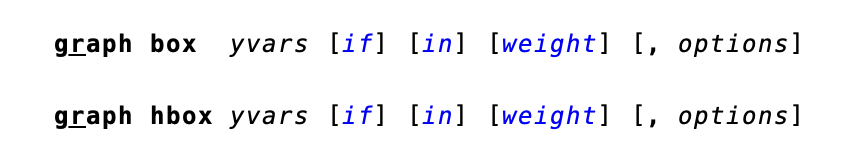 graph box yvars [if] [in] [weight] [, options]
graph hbox yvars [if] [in] [weight] [, options]